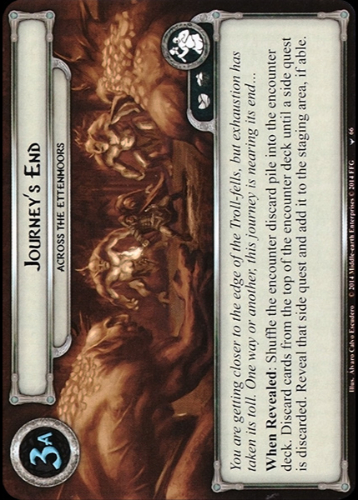 3A
JOURNEY'S END
ACROSS THE ETTENMOORS
You are getting closer to the edge of the Troll-fells, but exhaustion has
taken its toll. One way or another, this journey is nearing its end...
When Revealed: Shuffle the encounter discard pile into the encounter
deck. Discard cards from the top of the encounter deck until a side quest
is discarded. Reveal that side quest and add it to the staging area, if able.
Illus. Álvaro Calvo Escudero © 2014 Middle-earth Enterprises © 2014 FFG 66